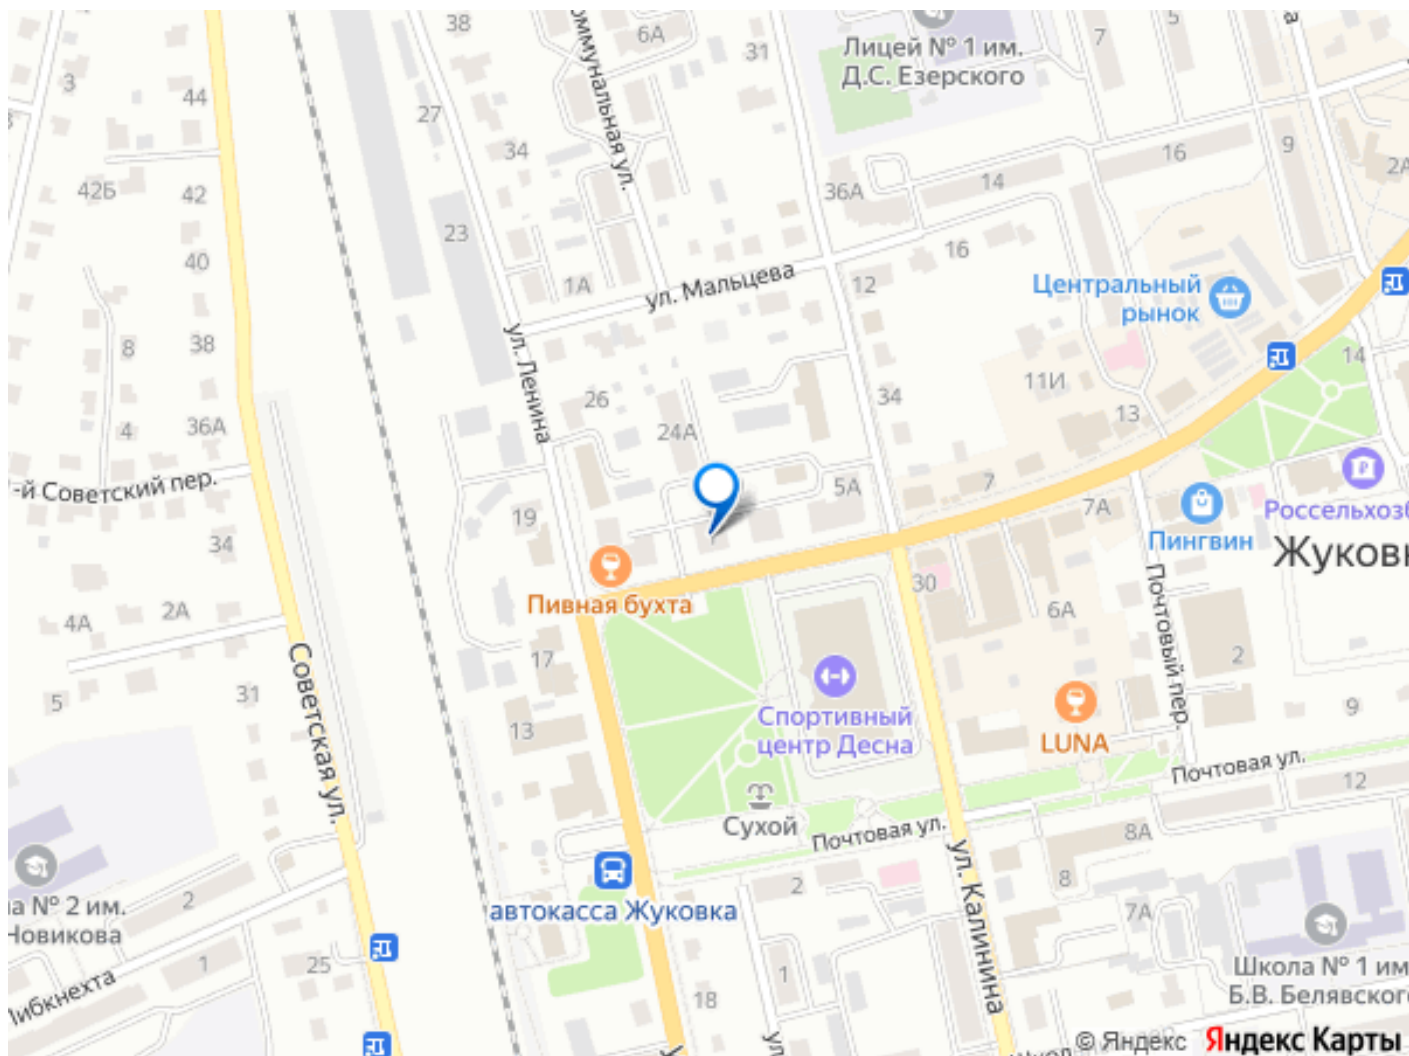 38
6А
31
Лицей № 1 им.
Д.С. Езерского
7
5
3
44
27
34
Коммунальная ул.
9
16
2А
42Б
42
36А
14
23
40
16
1А
ул. Мальцева
12
Центральный
рынок
8
38
ул. Ленина
14
11И
26
34
4
36А
24А
13
-й Советский пер.
5А
7
19
7А
Россельхозб
Пингвин
34
Жуковк
Пивная бухта
30
6А
2А
4А
Почтовый пер.
17
2
Советская ул.
31
5
9
13
Спортивный
центр Десна
LUNA
Почтовая ул.
12
Сухой
Почтовая ул.
8А
ул. Калинина
2
2
8
автокасса Жуковка
7А
а № 2 им.
Новикова
1
25
1
Школа № 1 им
Б.В. Белявского
Либкнехта
18
ул
© Яндекс Яндекс Карты